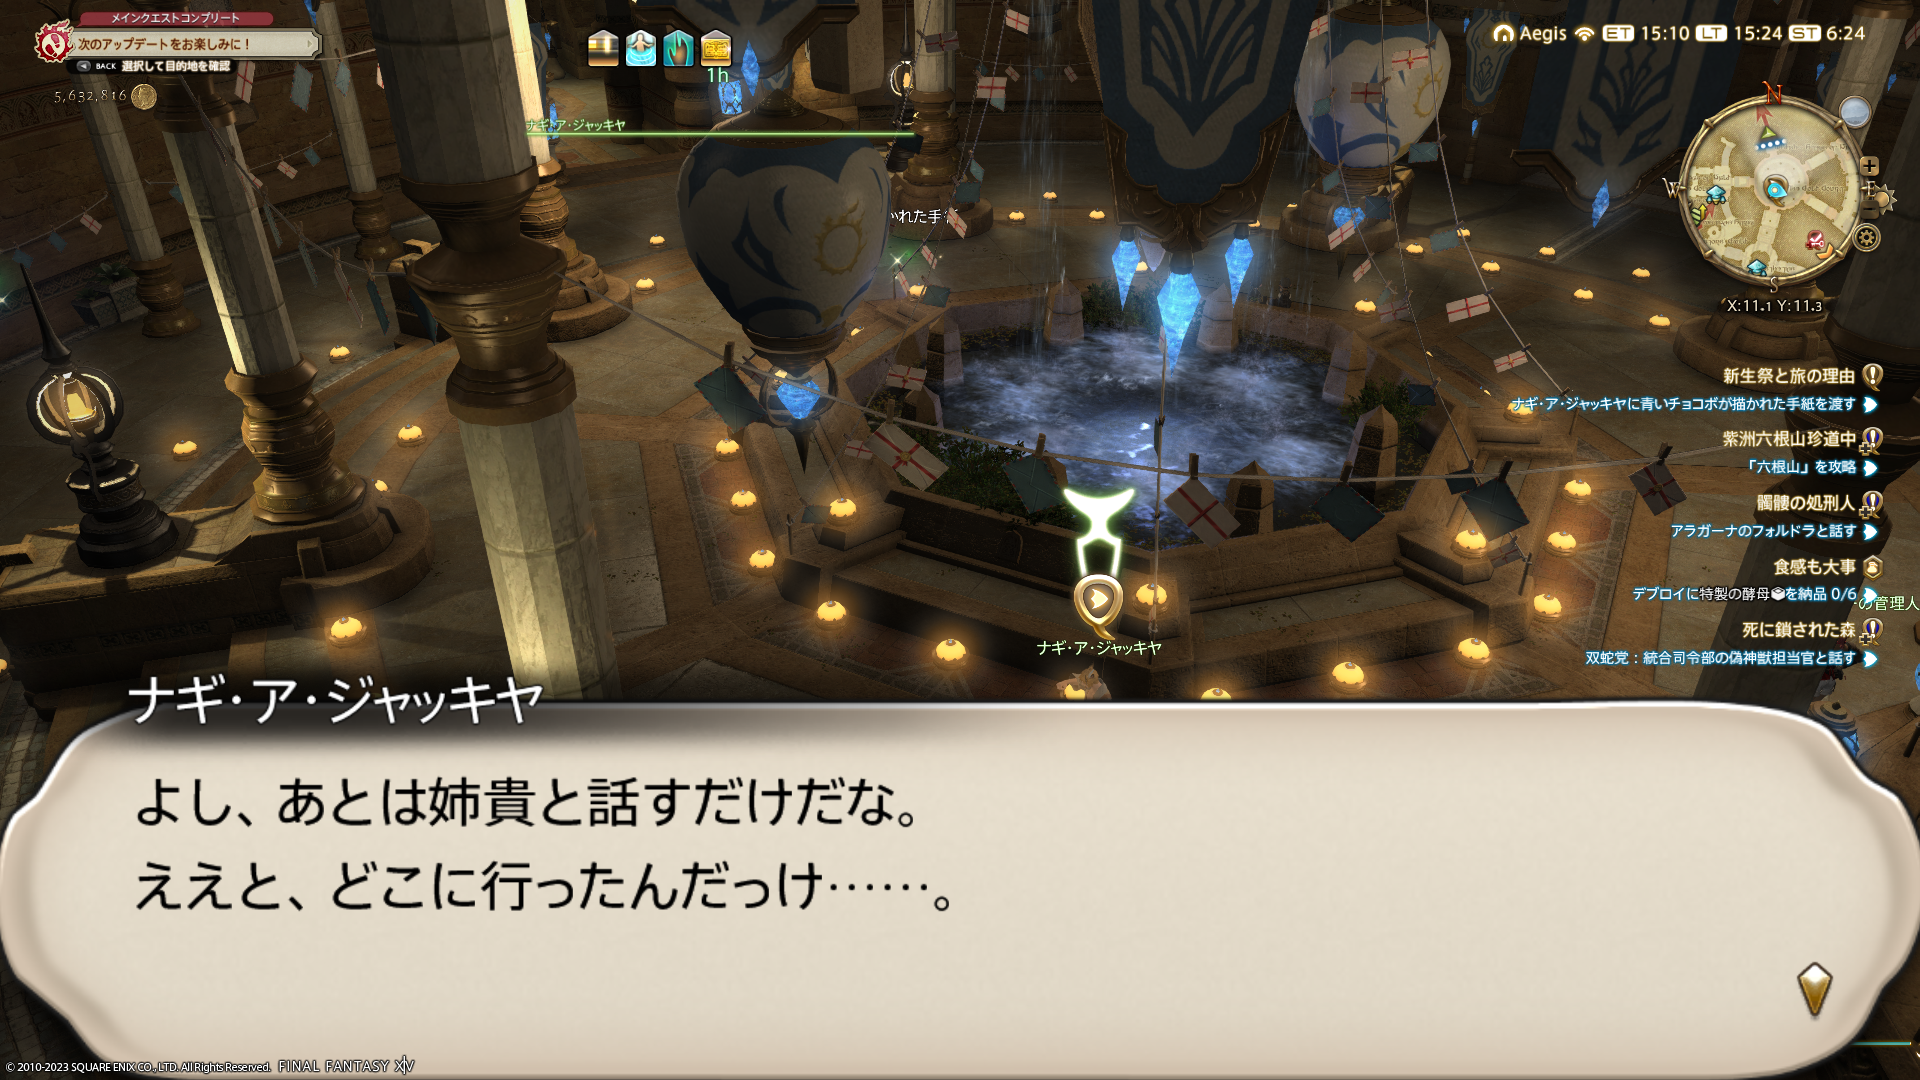 メインクエストコンプリート
次のアップデートをお楽しみに！
BACK 選択して目的地を確認
5,632,816
1h
ナギ・ア・ジャッキヤ
かれた手
Aegis ET 15:10 LT 15:24 ST 6:24
N
W
E
S
X:11.1 Y:11.3
新生祭と旅の理由
ナギ・ア・ジャッキヤに青いチョコボが描かれた手紙を渡す
紫洲六根山珍道中
「六根山」を攻略
髑髏の処刑人
アラガーナのフォルドラと話す
食感も大事
デブロイに特製の酵母を納品 0/6
の管理人
死に鎖された森
双蛇党：統合司令部の偽神獣担当官と話す
ナギ・ア・ジャッキヤ
ナギ・ア・ジャッキヤ
よし、あとは姉貴と話すだけだな。
ええと、どこに行ったんだっけ……。
© 2010-2023 SQUARE ENIX CO., LTD. All Rights Reserved. FINAL FANTASY XIV